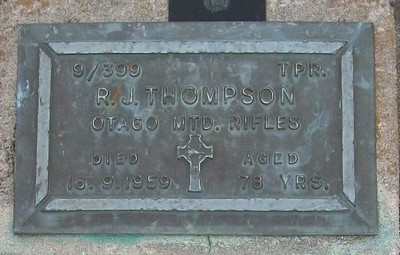 9/399 TPR.
R.J. THOMPSON
OTAGO MTD. RIFLES
DIED AGED
16.9.1959 78 YRS.